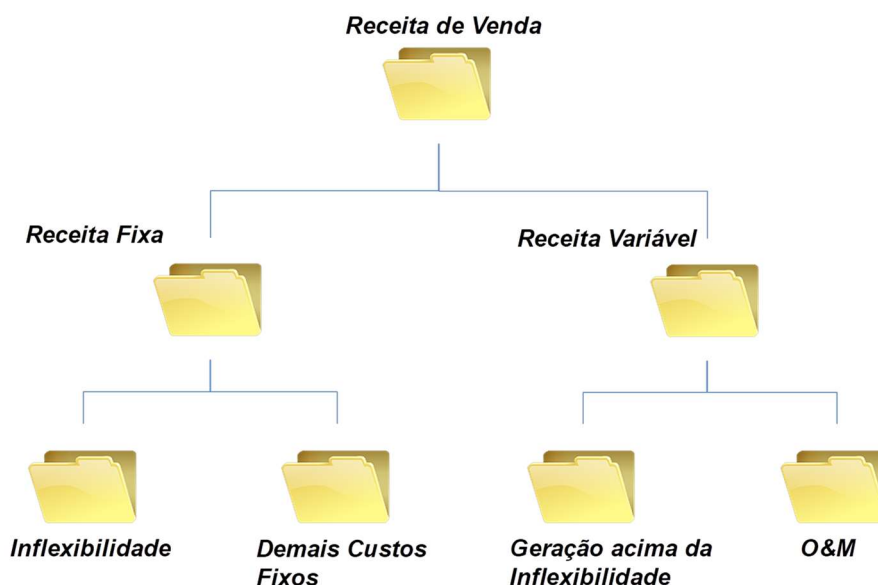 Receita de Venda
Receita Fixa
Receita Variável
Inflexibilidade
Demais Custos
Fixos
Geração acima da
Inflexibilidade
O&M